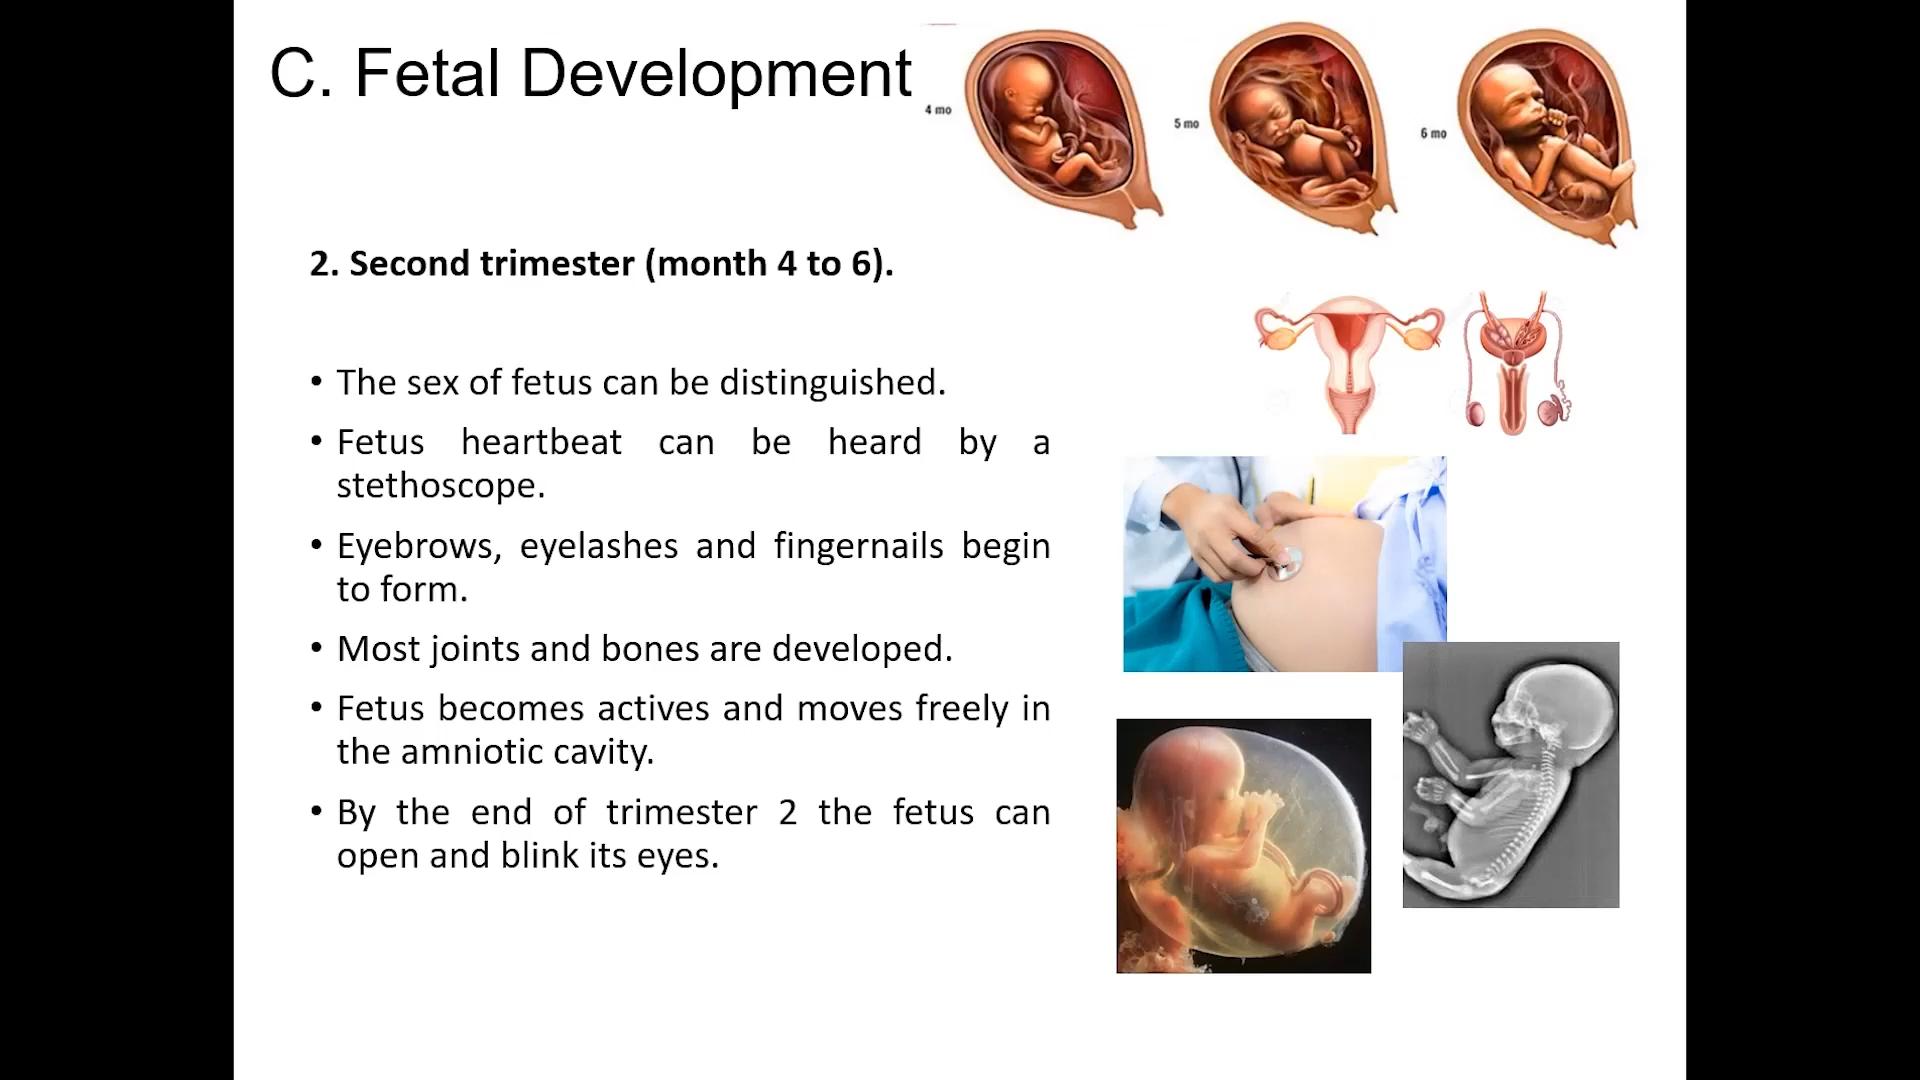 C. Fetal Development
4 mo
5 mo
6 mo
2. Second trimester (month 4 to 6).
• The sex of fetus can be distinguished.
• Fetus heartbeat can be heard by a
stethoscope.
• Eyebrows, eyelashes and fingernails begin
to form.
• Most joints and bones are developed.
• Fetus becomes actives and moves freely in
the amniotic cavity.
• By the end of trimester 2 the fetus can
open and blink its eyes.